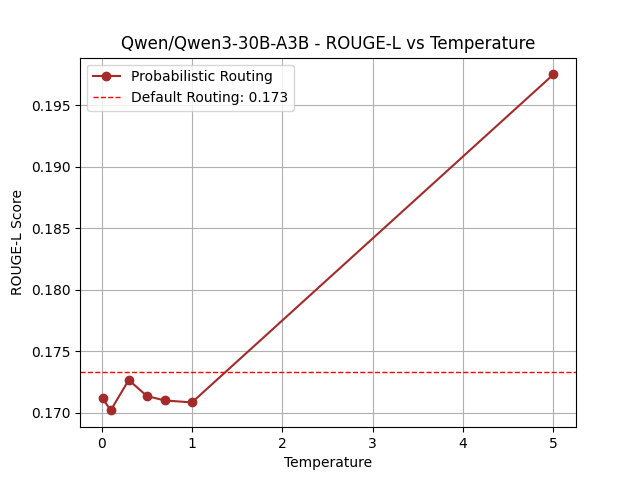 Qwen/Qwen3-30B-A3B - ROUGE-L vs Temperature
Probabilistic Routing
Default Routing: 0.173
ROUGE-L Score
0.195
0.190
0.185
0.180
0.175
0.170
0 1 2 3 4 5
Temperature